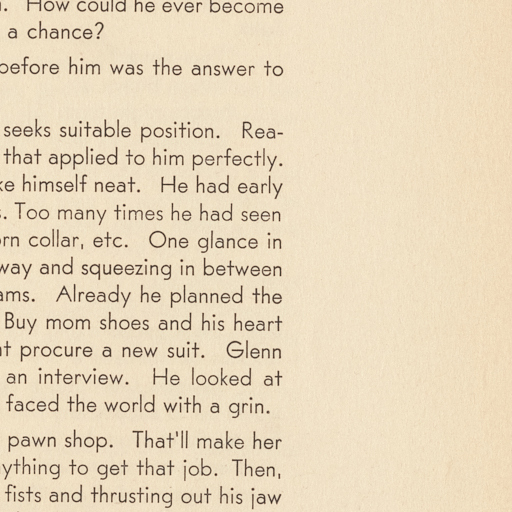 How could he ever become
a chance?
before him was the answer to
seeks suitable position. Rea-
that applied to him perfectly.
himself neat. He had early
Too many times he had seen
collar, etc. One glance in
way and squeezing in between
Already he planned the
Buy mom shoes and his heart
procure a new suit. Glenn
an interview. He looked at
faced the world with a grin.
pawn shop. That'll make her
to get that job. Then,
fists and thrusting out his jaw